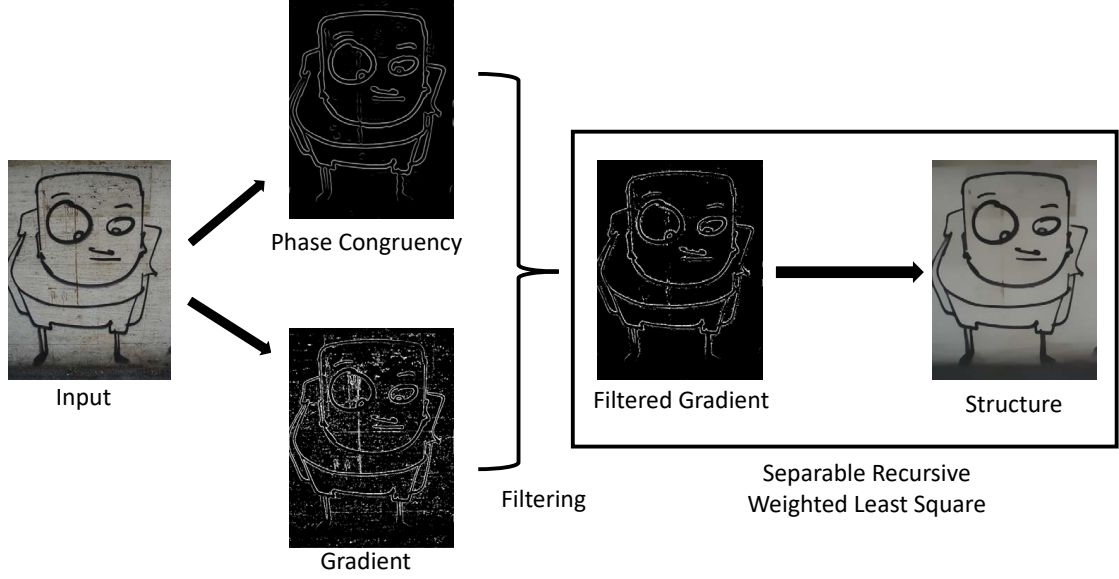 Phase Congruency
Input
Filtered Gradient
Structure
Separable Recursive
Weighted Least Square
Filtering
Gradient